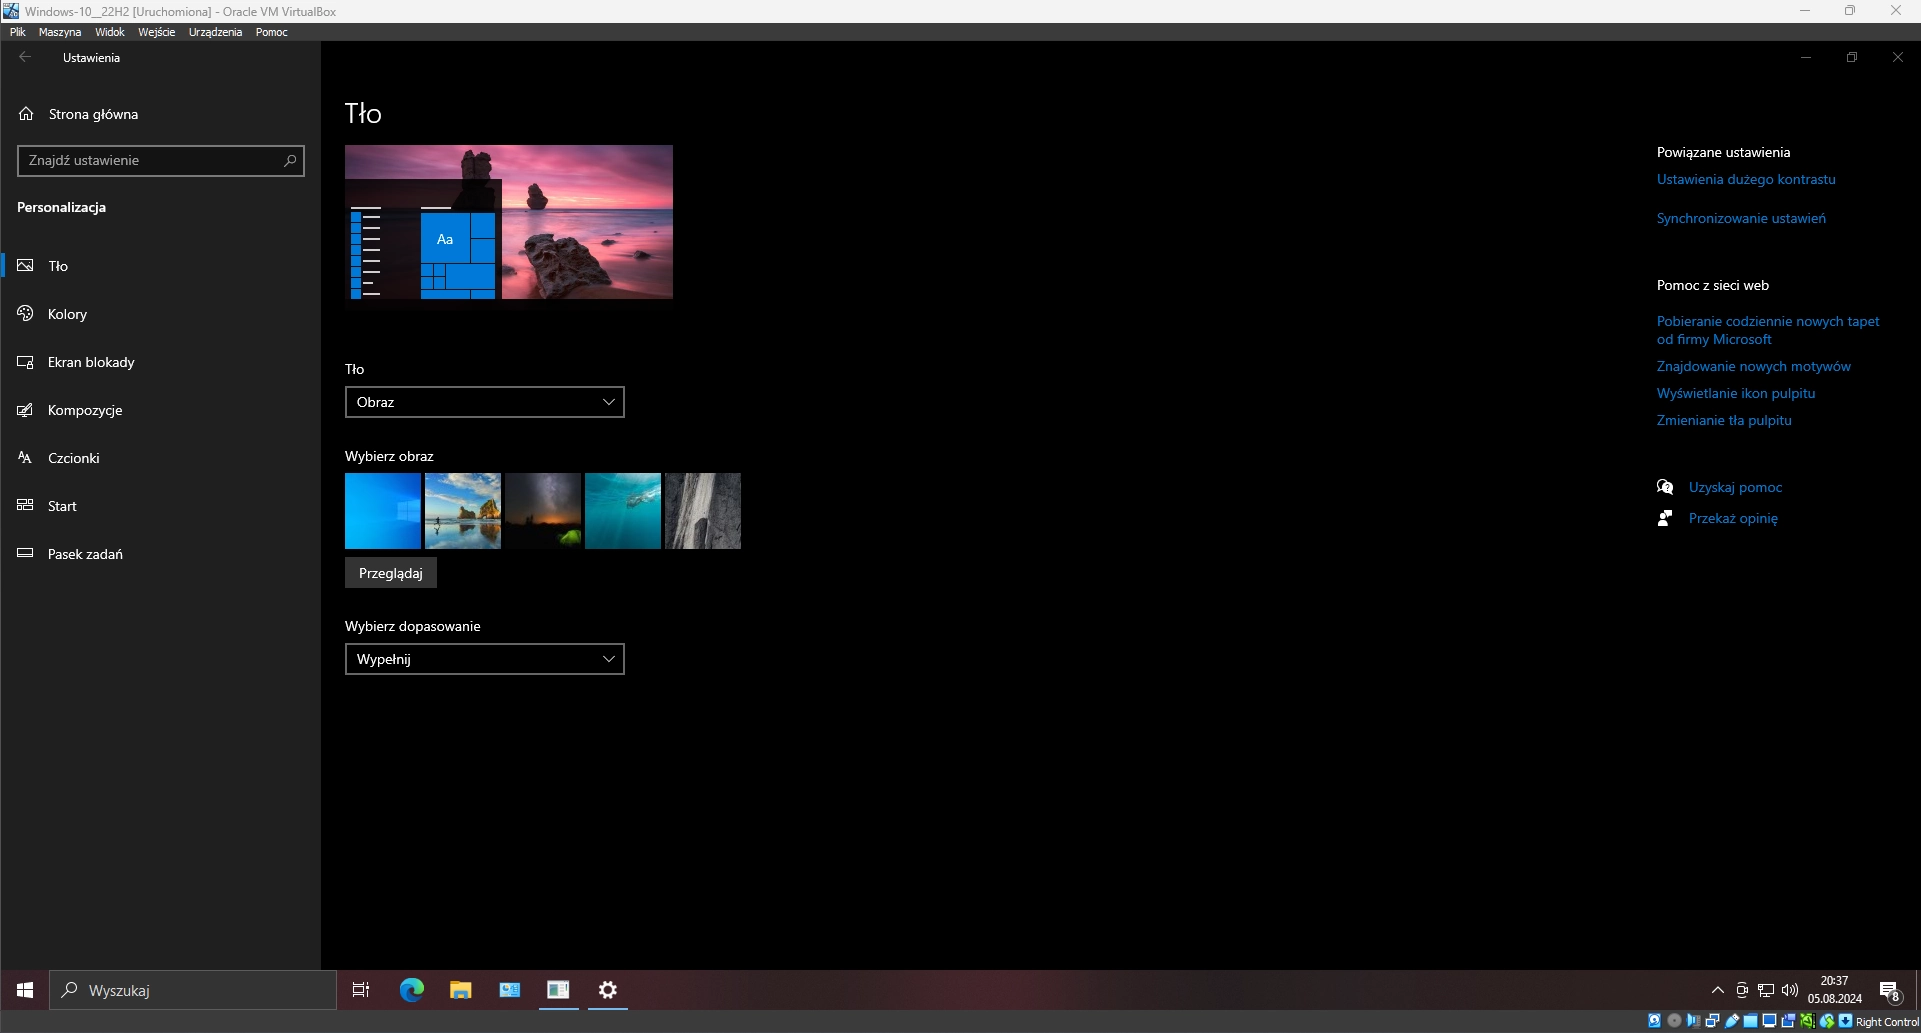 Windows-10__22H2 [Uruchomiona] - Oracle VM VirtualBox
Plik Maszyna Widok Wejście Urządzenia Pomoc
Ustawienia
Strona główna
Znajdź ustawienie
Personalizacja
Tło
Kolory
Ekran blokady
Kompozycje
Czcionki
Start
Pasek zadań
Tło
Aa
Tło
Obraz
Wybierz obraz
Przeglądaj
Wybierz dopasowanie
Wypełnij
Powiązane ustawienia
Ustawienia dużego kontrastu
Synchronizowanie ustawień
Pomoc z sieci web
Pobieranie codziennie nowych tapet
od firmy Microsoft
Znajdowanie nowych motywów
Wyświetlanie ikon pulpitu
Zmienianie tła pulpitu
Uzyskaj pomoc
Przekaż opinię
Wyszukaj
20:37
05.08.2024
8
Right Control